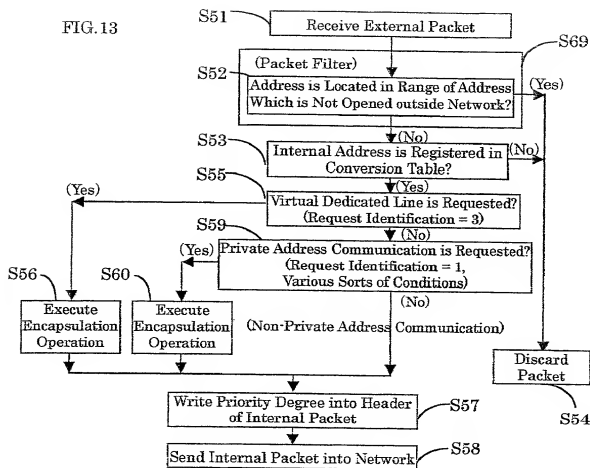 FIG.13
S51
Receive External Packet
S69
(Packet Filter)
S52
Address is Located in Range of Address
Which is Not Opened outside Network?
(Yes)
(No)
S53
Internal Address is Registered in
Conversion Table?
(No)
(Yes)
S55
Virtual Dedicated Line is Requested?
(Request Identification = 3)
(Yes)
(No)
S59
Private Address Communication is Requested?
(Request Identification = 1,
Various Sorts of Conditions)
(Yes)
(No)
S56
Execute
Encapsulation
Operation
S60
Execute
Encapsulation
Operation
(Non-Private Address Communication)
Discard
Packet
S54
Write Priority Degree into Header
of Internal Packet
S57
Send Internal Packet into Network
S58